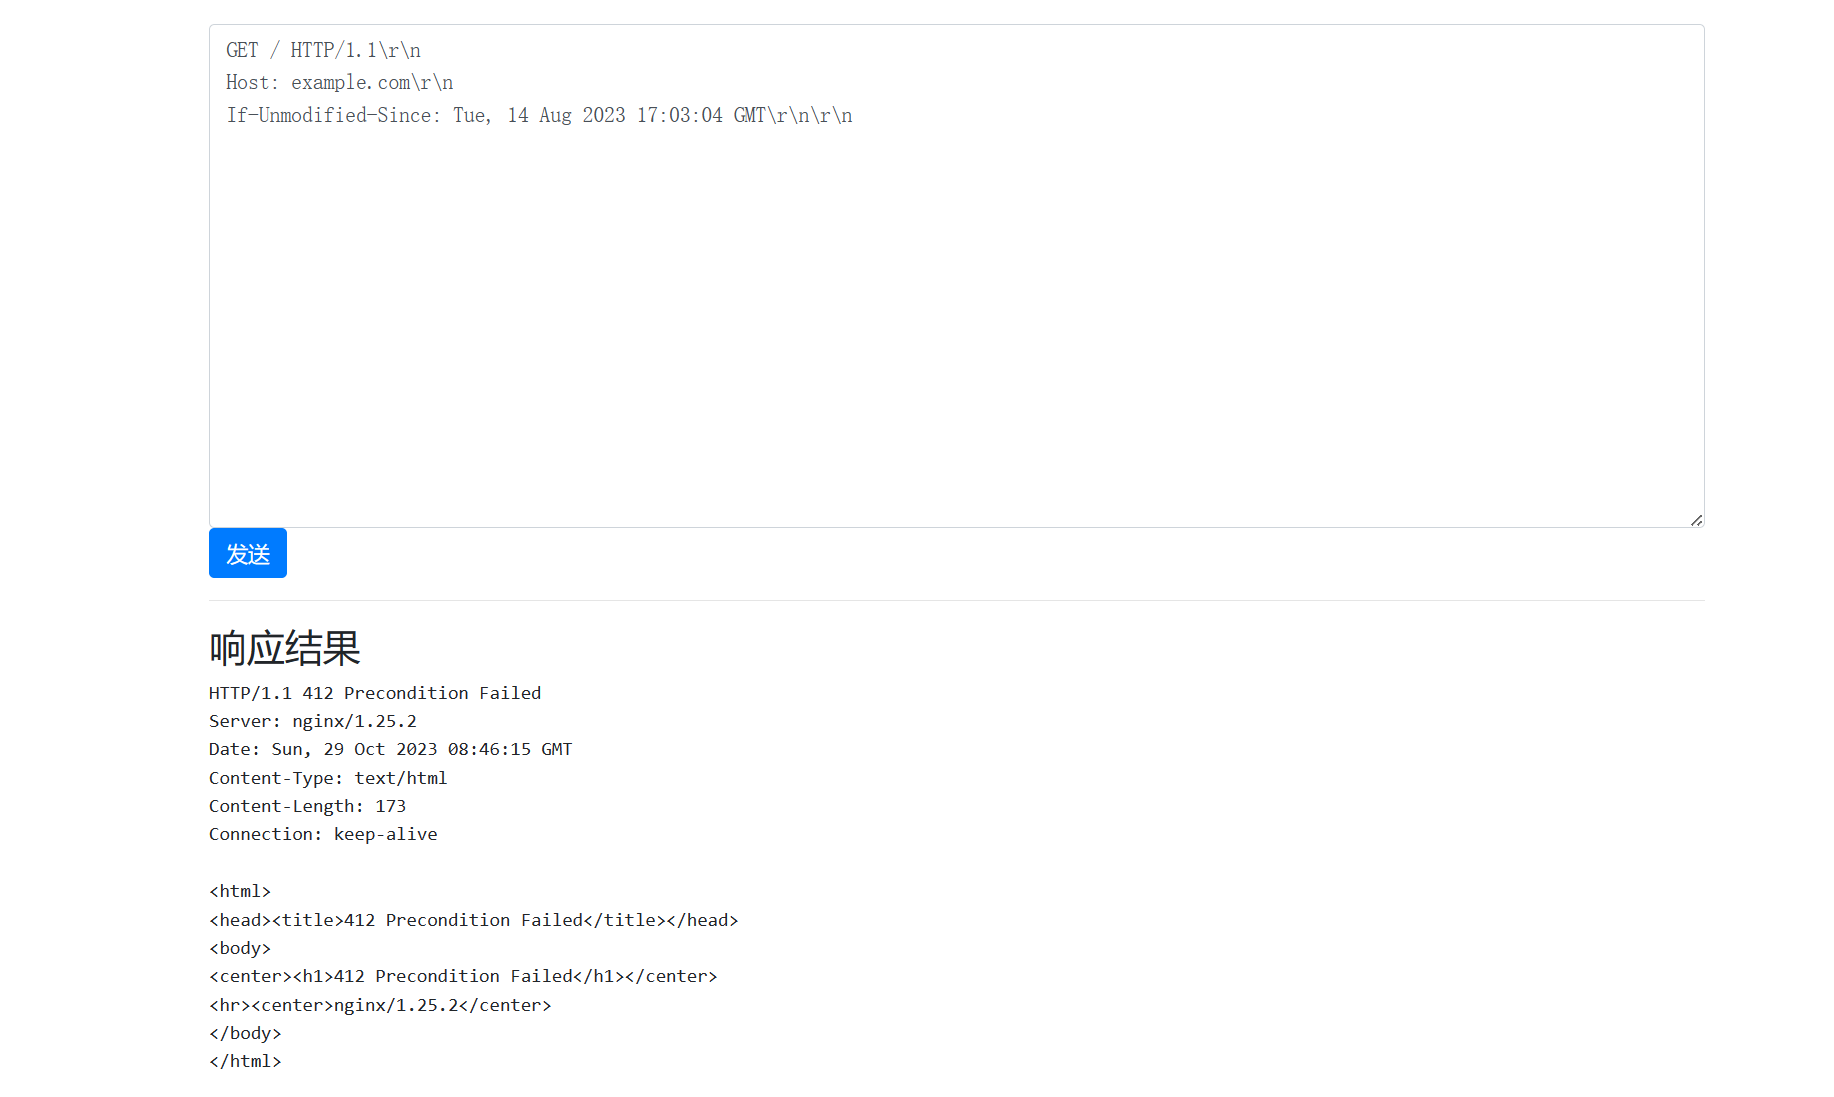 GET / HTTP/1.1\r\n
Host: example.com\r\n
If-Unmodified-Since: Tue, 14 Aug 2023 17:03:04 GMT\r\n\r\n
发送
响应结果
HTTP/1.1 412 Precondition Failed
Server: nginx/1.25.2
Date: Sun, 29 Oct 2023 08:46:15 GMT
Content-Type: text/html
Content-Length: 173
Connection: keep-alive
<html>
<head><title>412 Precondition Failed</title></head>
<body>
<center><h1>412 Precondition Failed</h1></center>
<hr><center>nginx/1.25.2</center>
</body>
</html>